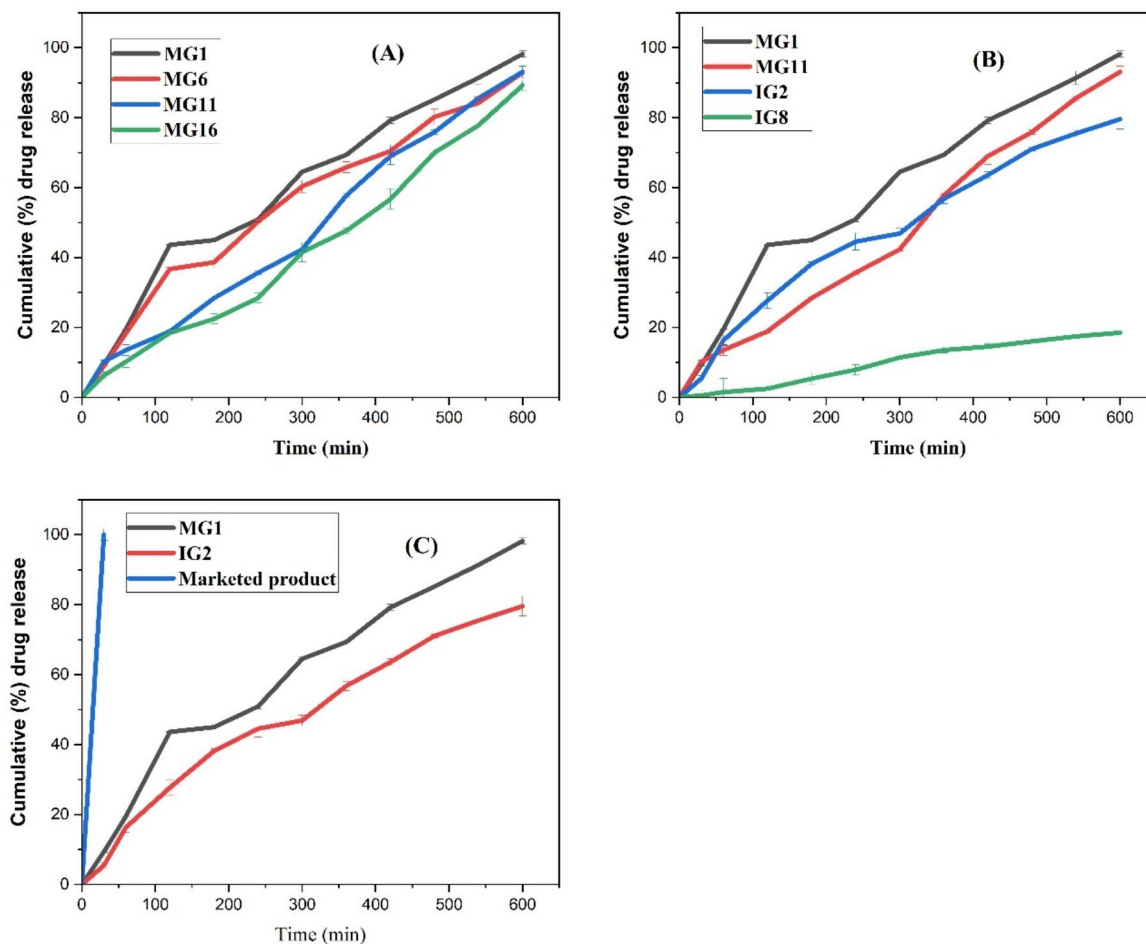 (A)
MG1
MG6
MG11
MG16
Cumulative (%) drug release
100
80
60
40
20
0
0 100 200 300 400 500 600
Time (min)
(B)
MG1
MG11
IG2
IG8
Cumulative (%) drug release
100
80
60
40
20
0
0 100 200 300 400 500 600
Time (min)
(C)
MG1
IG2
Marketed product
Cumulative (%) drug release
100
80
60
40
20
0
0 100 200 300 400 500 600
Time (min)